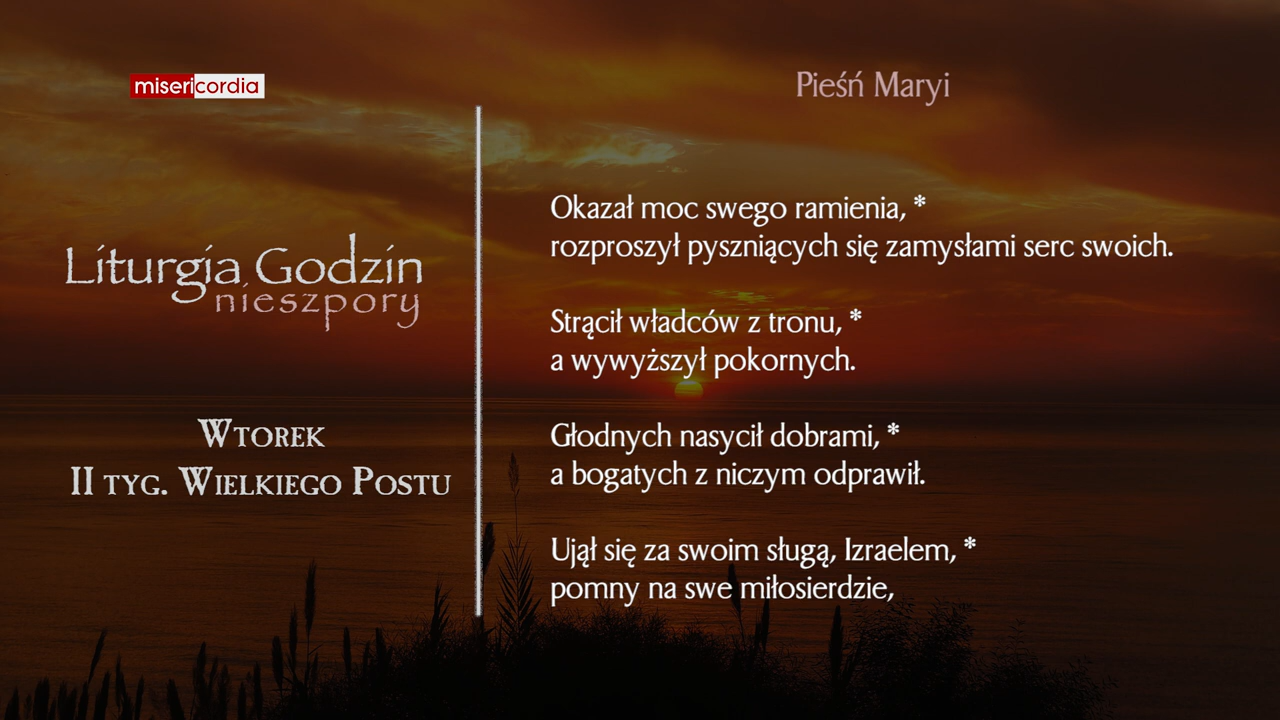 misericordia
Liturgia Godzin
nieszpory
Wtorek
II tyg. Wielkiego Postu
Pieśń Maryi
Okazał moc swego ramienia, *
rozproszył pyszniących się zamysłami serc swoich.
Strącił władców z tronu, *
a wywyższył pokornych.
Głodnych nasycił dobrami, *
a bogatych z niczym odprawił.
Ujął się za swoim sługą, Izraelem, *
pomny na swe miłosierdzie,